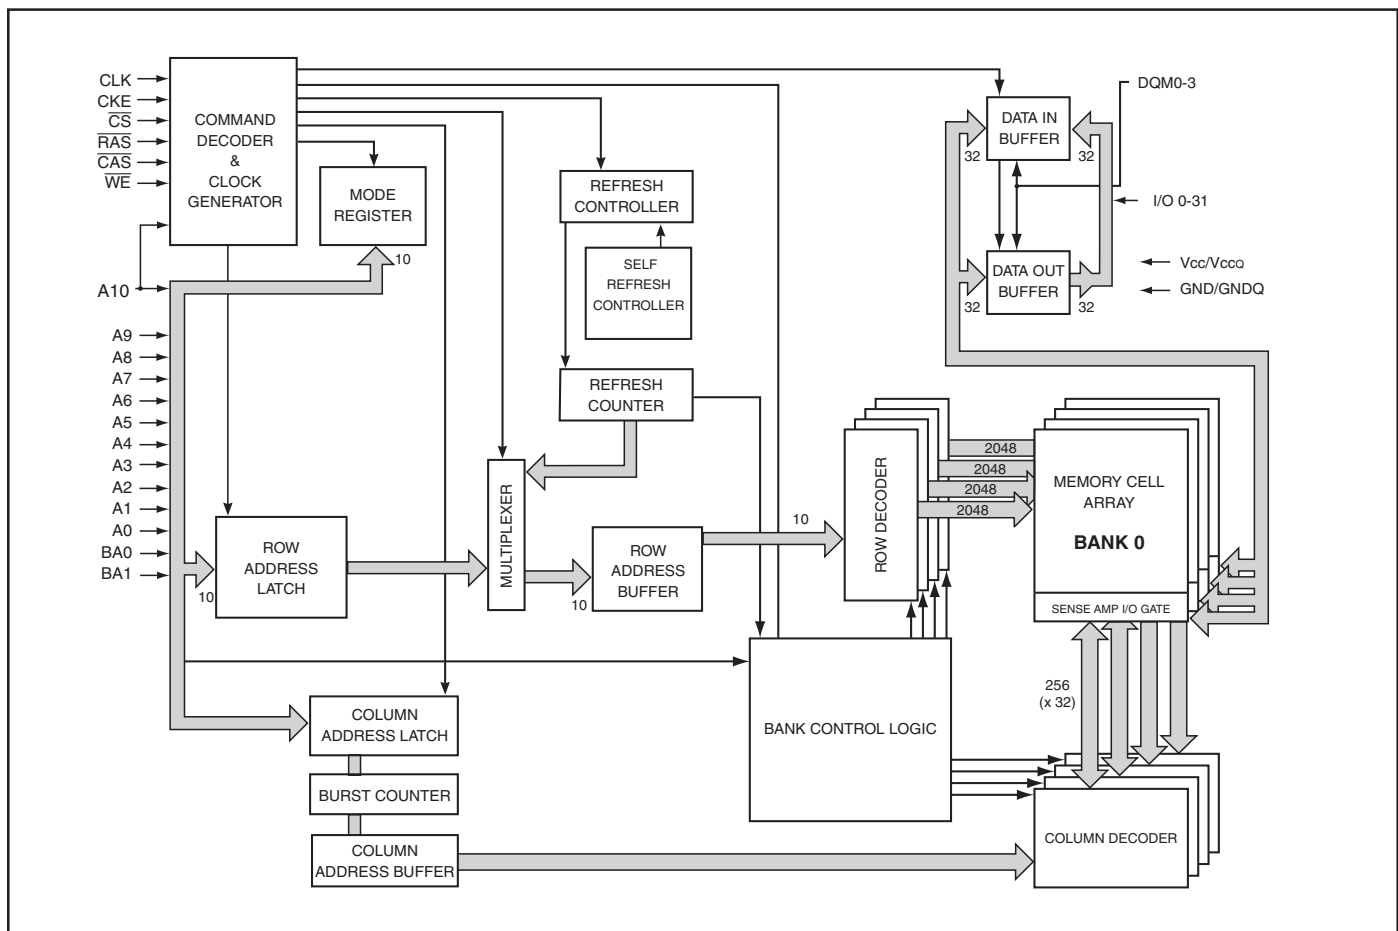 CLK
CKE
CS
RAS
CAS
WE
A10
A9
A8
A7
A6
A5
A4
A3
A2
A1
A0
BA0
BA1
COMMAND
DECODER
&
CLOCK
GENERATOR
MODE
REGISTER
10
REFRESH
CONTROLLER
SELF
REFRESH
CONTROLLER
REFRESH
COUNTER
DATA IN
BUFFER
32
32
DQM0-3
I/O 0-31
DATA OUT
BUFFER
32
32
Vcc/VccQ
GND/GNDQ
10
ROW
ADDRESS
LATCH
MULTIPLEXER
10
ROW
ADDRESS
BUFFER
10
ROW DECODER
2048
2048
2048
2048
MEMORY CELL
ARRAY
BANK 0
SENSE AMP I/O GATE
256
(x 32)
BANK CONTROL LOGIC
COLUMN
ADDRESS LATCH
BURST COUNTER
COLUMN
ADDRESS BUFFER
COLUMN DECODER